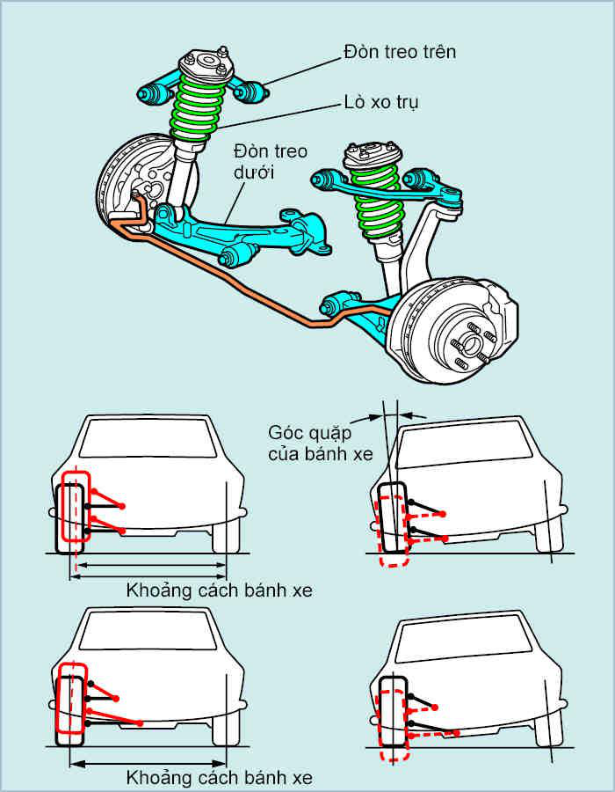 Đòn treo trên
Lò xo trụ
Đòn treo
dưới
Góc quặp
của bánh xe
Khoảng cách bánh xe
Khoảng cách bánh xe